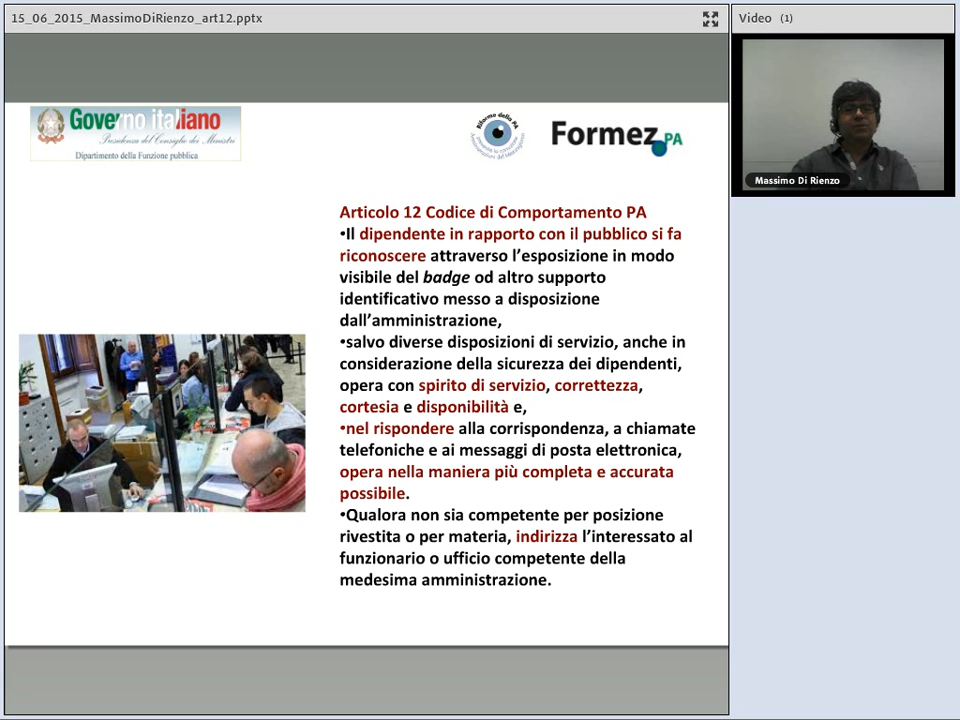 15_06_2015_MassimoDiRienzo_art12.pptx
Video (1)
Governo italiano
Presidenza del Consiglio dei Ministri
Dipartimento della Funzione pubblica
Riforme della PA
Formez PA
Massimo Di Rienzo
Articolo 12 Codice di Comportamento PA
•Il dipendente in rapporto con il pubblico si fa
riconoscere attraverso l'esposizione in modo
visibile del badge od altro supporto
identificativo messo a disposizione
dall'amministrazione,
•salvo diverse disposizioni di servizio, anche in
considerazione della sicurezza dei dipendenti,
opera con spirito di servizio, correttezza,
cortesia e disponibilità e,
•nel rispondere alla corrispondenza, a chiamate
telefoniche e ai messaggi di posta elettronica,
opera nella maniera più completa e accurata
possibile.
•Qualora non sia competente per posizione
rivestita o per materia, indirizza l'interessato al
funzionario o ufficio competente della
medesima amministrazione.